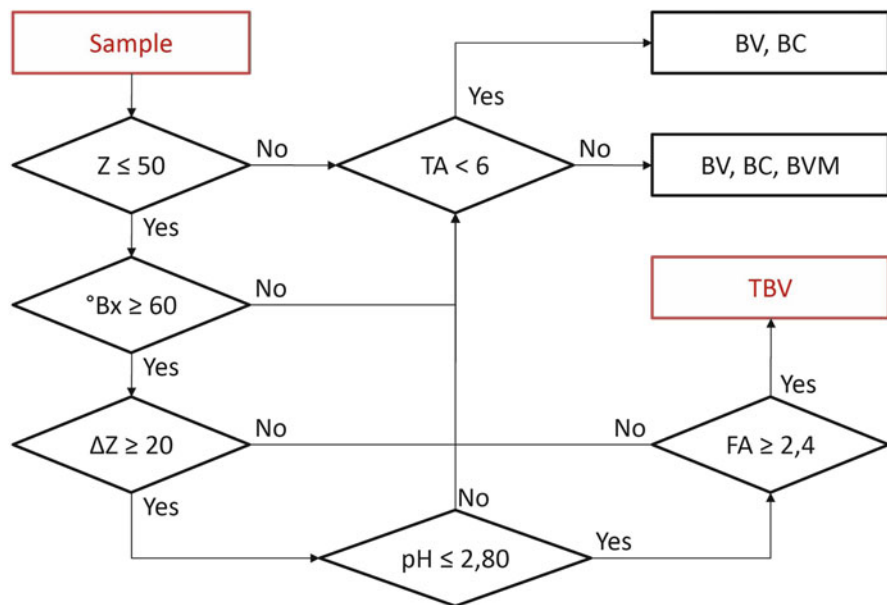 Sample
BV, BC
Yes
Z ≤ 50
No
TA < 6
No
BV, BC, BVM
Yes
°Bx ≥ 60
No
TBV
Yes
Yes
ΔZ ≥ 20
No
No
FA ≥ 2,4
Yes
No
pH ≤ 2,80
Yes